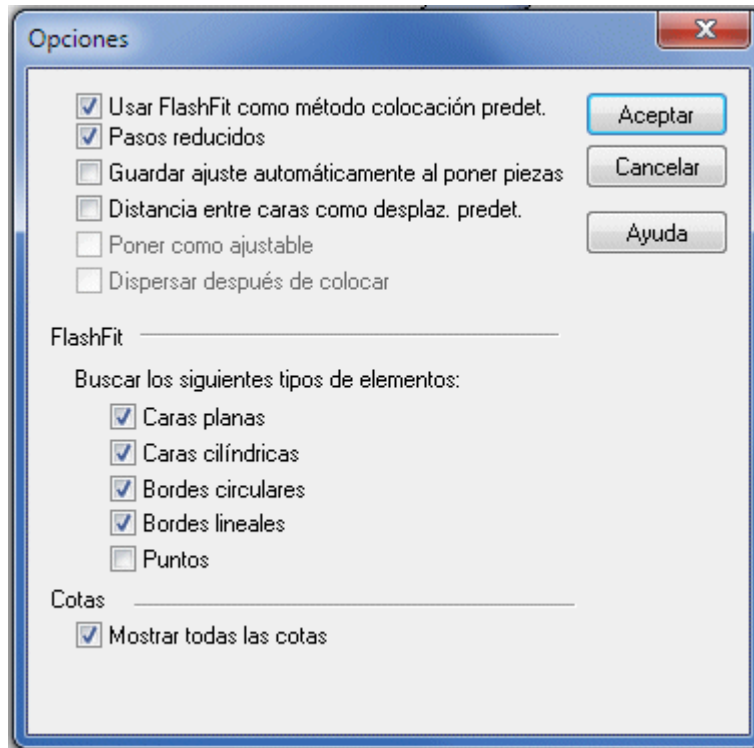 Opciones
Usar FlashFit como método colocación predet.
Pasos reducidos
Guardar ajuste automáticamente al poner piezas
Distancia entre caras como desplaz. predet.
Poner como ajustable
Dispersar después de colocar
Aceptar
Cancelar
Ayuda
FlashFit
Buscar los siguientes tipos de elementos:
Caras planas
Caras cilíndricas
Bordes circulares
Bordes lineales
Puntos
Cotas
Mostrar todas las cotas